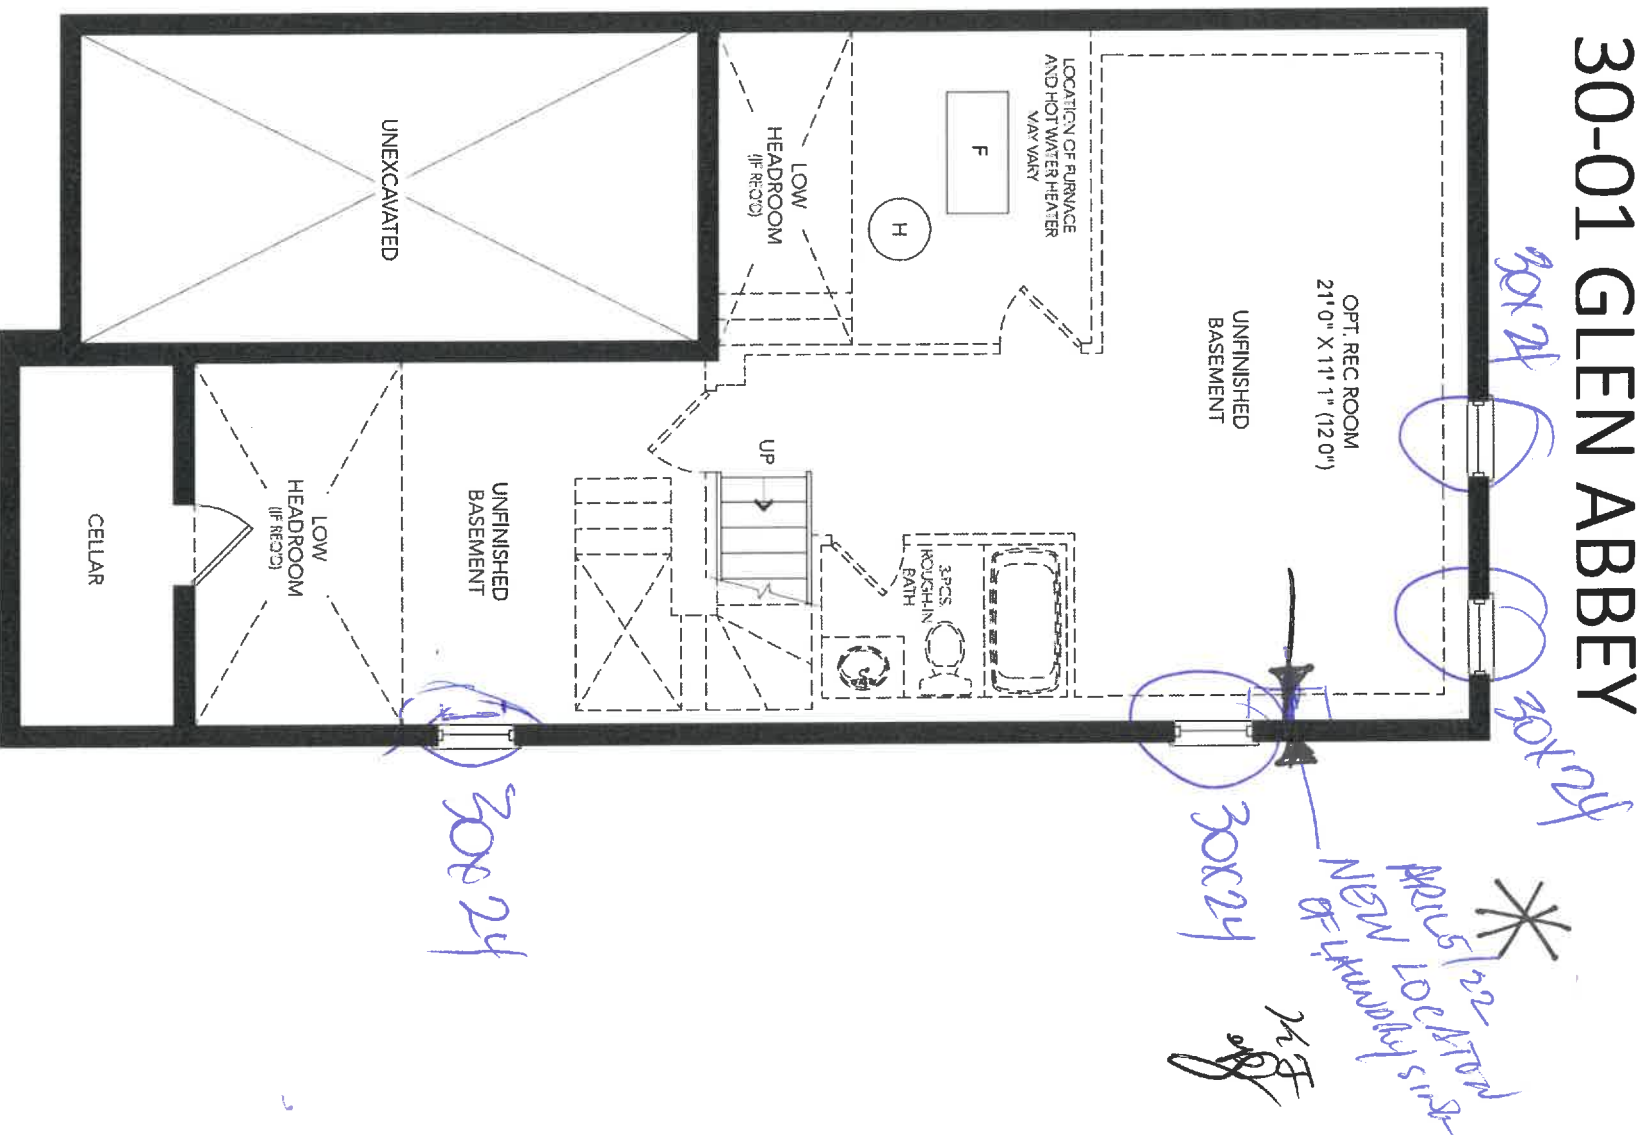 30-01 GLEN ABBEY
30X24
30X24
OPT. REC ROOM
21'0" X 11'1" (12'0")
UNFINISHED
BASEMENT
LOCATION OF FURNACE
AND HOT WATER HEATER
MAY VARY
F
H
LOW
HEADROOM
(IF REQ'D)
3-PCS.
ROUGH-IN
BATH
UP
UNFINISHED
BASEMENT
UNEXCAVATED
LOW
HEADROOM
(IF REQ'D)
CELLAR
30X24
30X24
22
NEW LOCATION
OF LAUNDRY SINK